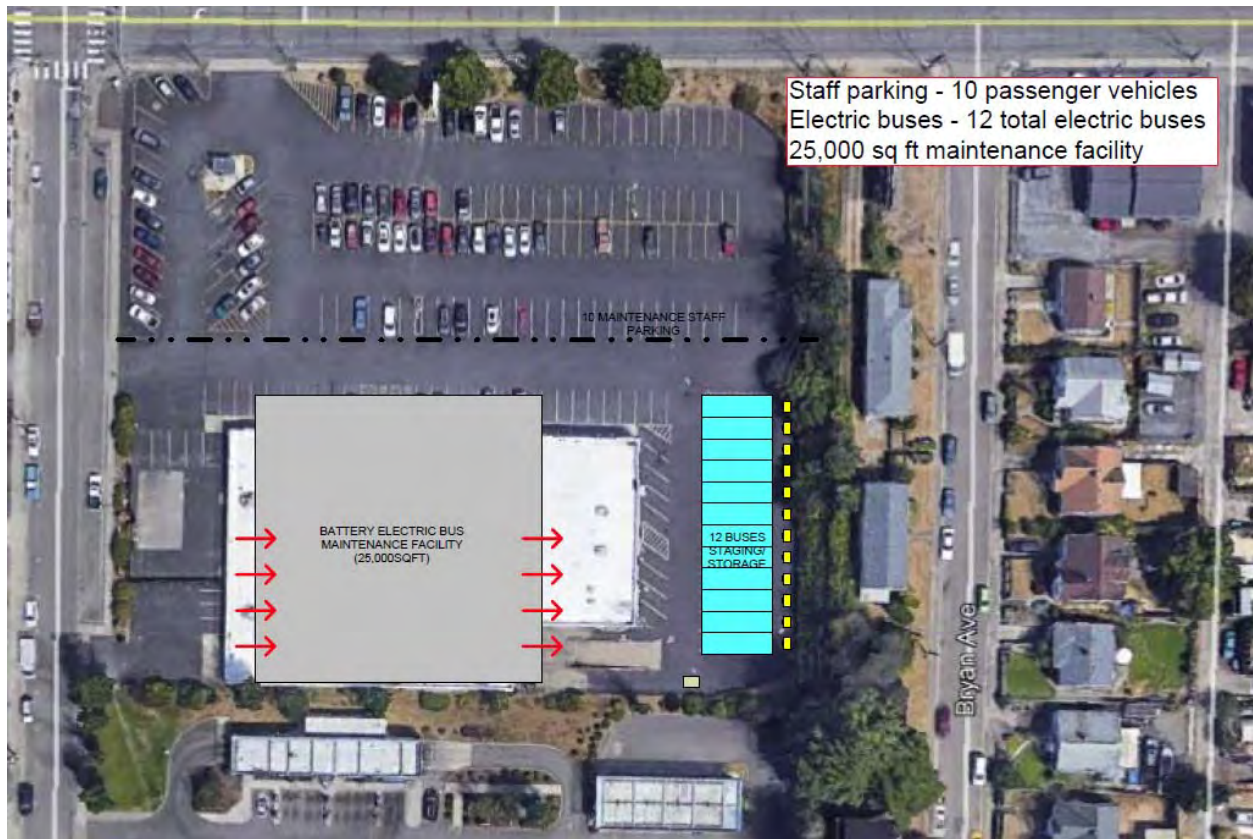 Staff parking - 10 passenger vehicles
Electric buses - 12 total electric buses
25,000 sq ft maintenance facility
10 MAINTENANCE STAFF
PARKING
BATTERY ELECTRIC BUS
MAINTENANCE FACILITY
(25,000SQFT)
12 BUSES
STAGING/
STORAGE
Bryan Ave